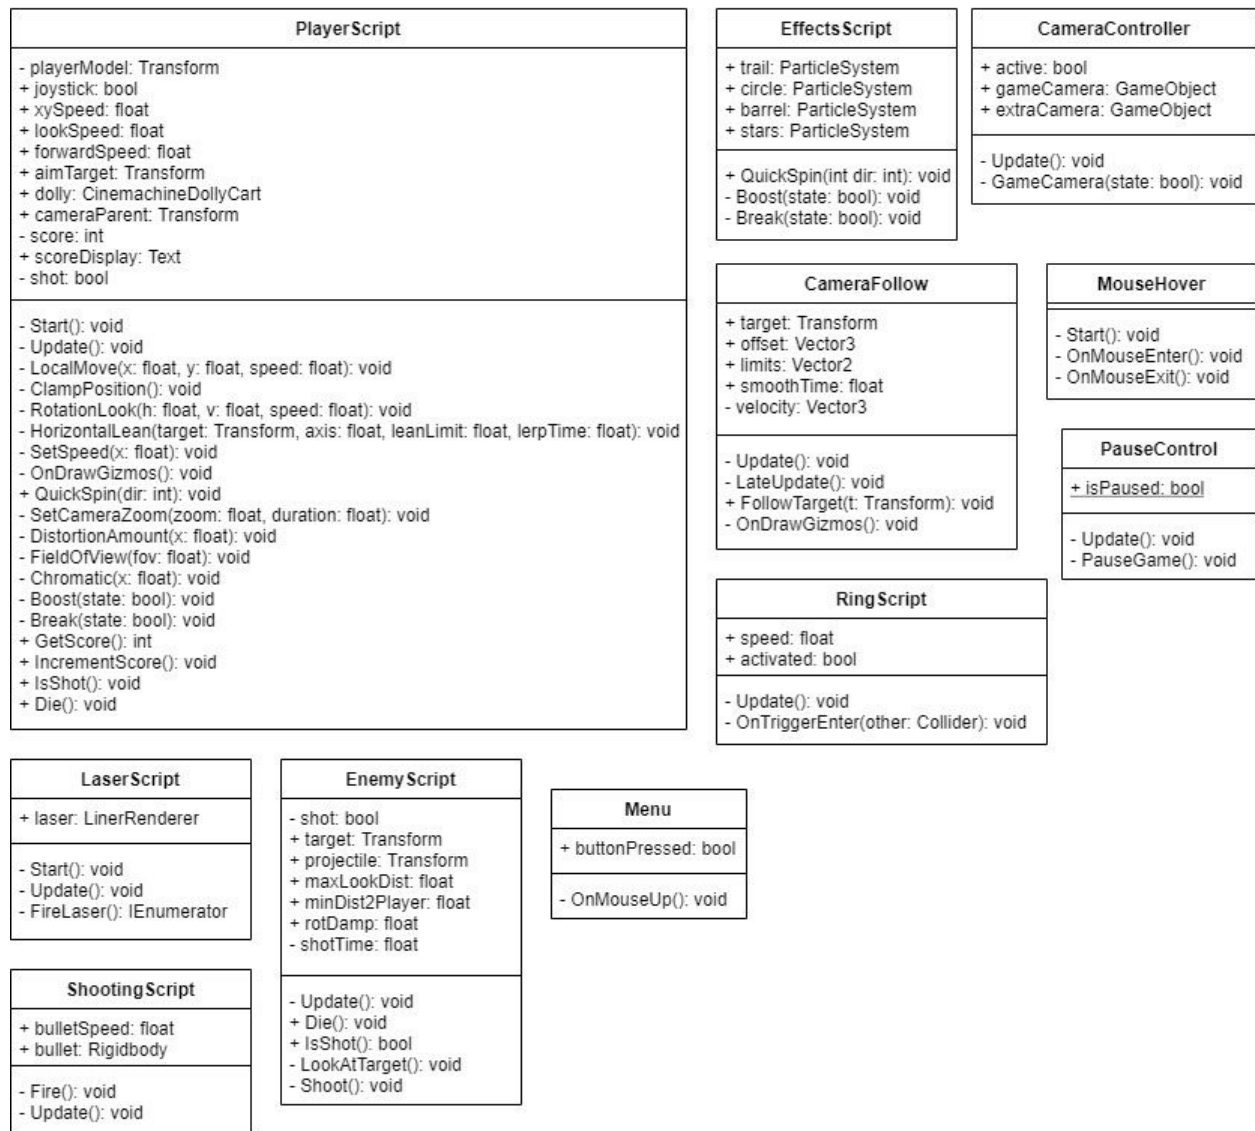 PlayerScript
- playerModel: Transform
+ joystick: bool
+ xySpeed: float
+ lookSpeed: float
+ forwardSpeed: float
+ aimTarget: Transform
+ dolly: CinemachineDollyCart
+ cameraParent: Transform
- score: int
+ scoreDisplay: Text
- shot: bool
- Start(): void
- Update(): void
- LocalMove(x: float, y: float, speed: float): void
- ClampPosition(): void
- RotationLook(h: float, v: float, speed: float): void
- HorizontalLean(target: Transform, axis: float, leanLimit: float, lerpTime: float): void
- SetSpeed(x: float): void
- OnDrawGizmos(): void
+ QuickSpin(dir: int): void
- SetCameraZoom(zoom: float, duration: float): void
- DistortionAmount(x: float): void
- FieldOfView(fov: float): void
- Chromatic(x: float): void
- Boost(state: bool): void
- Break(state: bool): void
+ GetScore(): int
+ IncrementScore(): void
+ IsShot(): void
+ Die(): void
EffectsScript
+ trail: ParticleSystem
+ circle: ParticleSystem
+ barrel: ParticleSystem
+ stars: ParticleSystem
+ QuickSpin(int dir: int): void
- Boost(state: bool): void
- Break(state: bool): void
CameraController
+ active: bool
+ gameCamera: GameObject
+ extraCamera: GameObject
- Update(): void
- GameCamera(state: bool): void
CameraFollow
+ target: Transform
+ offset: Vector3
+ limits: Vector2
+ smoothTime: float
- velocity: Vector3
- Update(): void
- LateUpdate(): void
+ FollowTarget(t: Transform): void
- OnDrawGizmos(): void
MouseHover
- Start(): void
- OnMouseEnter(): void
- OnMouseExit(): void
PauseControl
+ isPaused: bool
- Update(): void
- PauseGame(): void
RingScript
+ speed: float
+ activated: bool
- Update(): void
- OnTriggerEnter(other: Collider): void
LaserScript
+ laser: LinerRenderer
- Start(): void
- Update(): void
- FireLaser(): IEnumerator
EnemyScript
- shot: bool
+ target: Transform
+ projectile: Transform
+ maxLookDist: float
+ minDist2Player: float
+ rotDamp: float
- shotTime: float
- Update(): void
+ Die(): void
+ IsShot(): bool
- LookAtTarget(): void
- Shoot(): void
Menu
+ buttonPressed: bool
- OnMouseUp(): void
ShootingScript
+ bulletSpeed: float
+ bullet: Rigidbody
- Fire(): void
- Update(): void